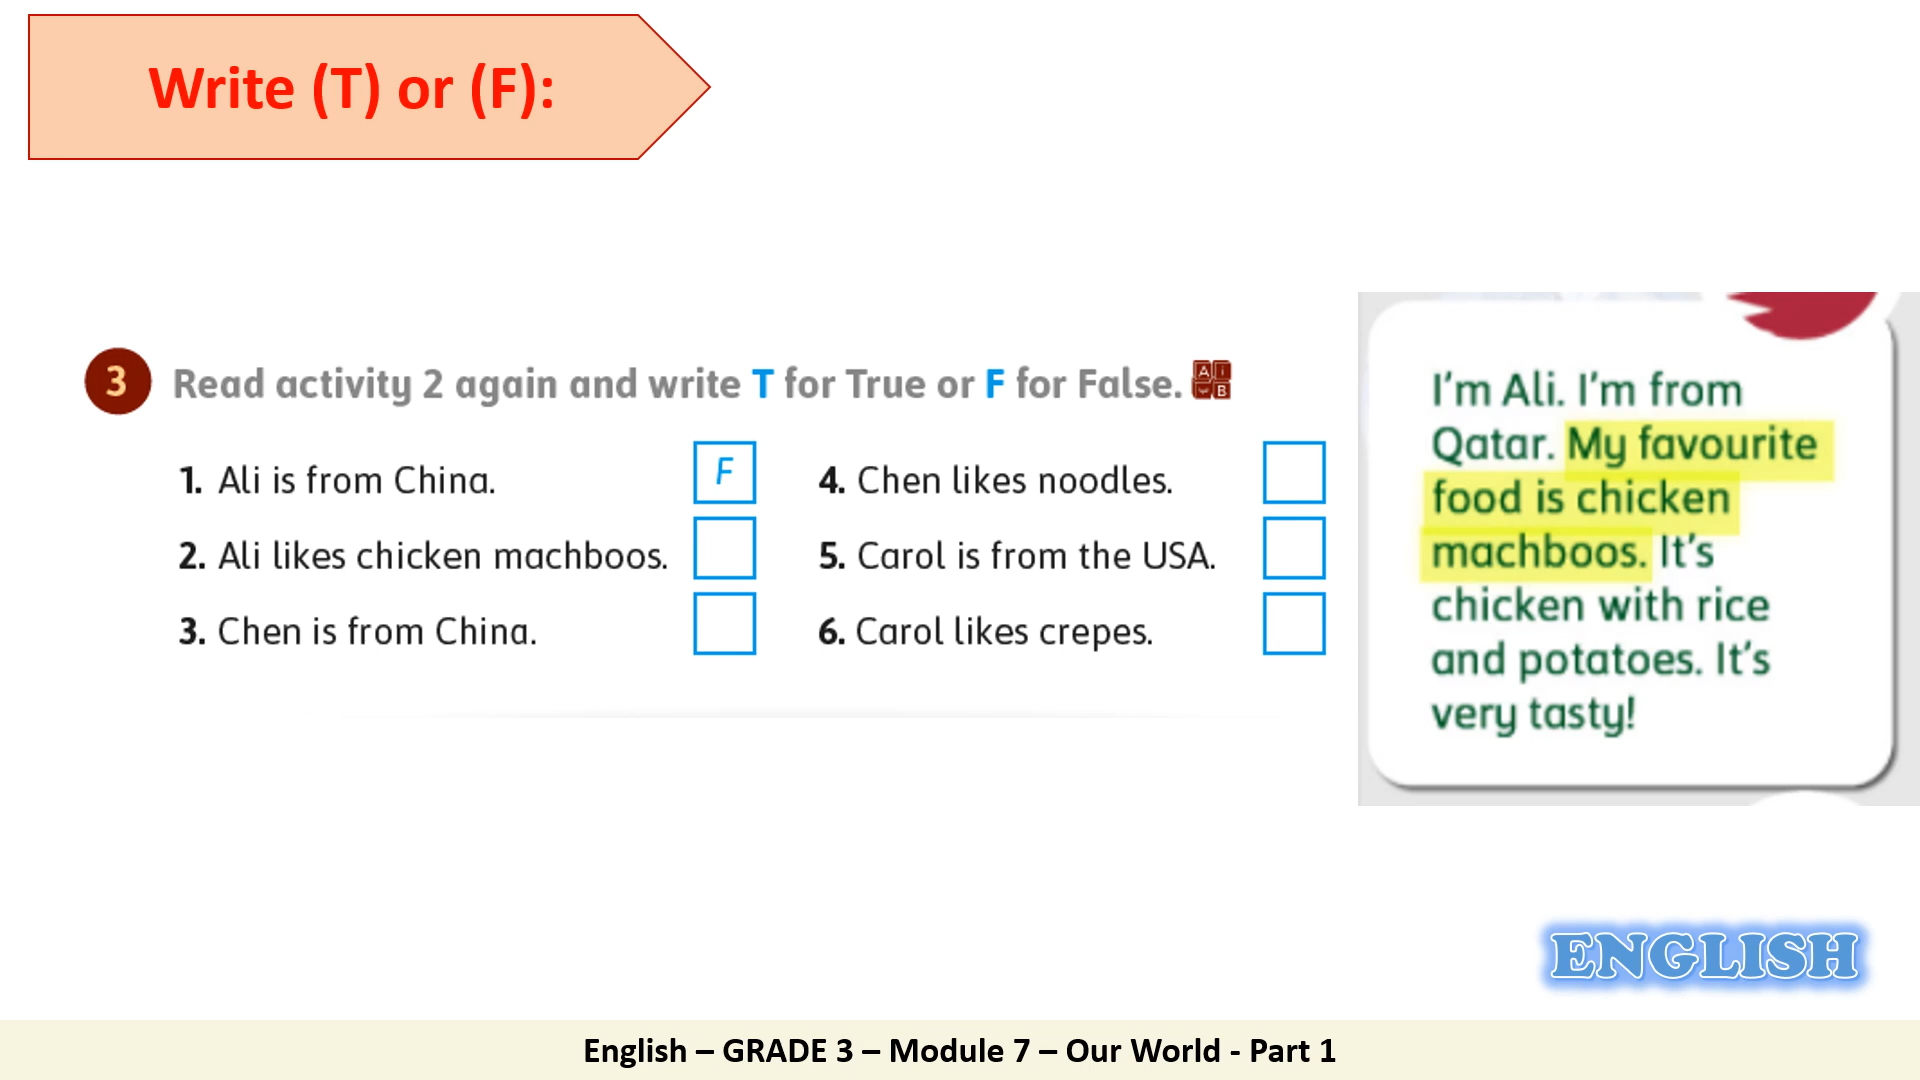 Write (T) or (F):
3 Read activity 2 again and write T for True or F for False.
1. Ali is from China. F
2. Ali likes chicken machboos.
3. Chen is from China.
4. Chen likes noodles.
5. Carol is from the USA.
6. Carol likes crepes.
I'm Ali. I'm from
Qatar. My favourite
food is chicken
machboos. It's
chicken with rice
and potatoes. It's
very tasty!
ENGLISH
English – GRADE 3 – Module 7 – Our World - Part 1